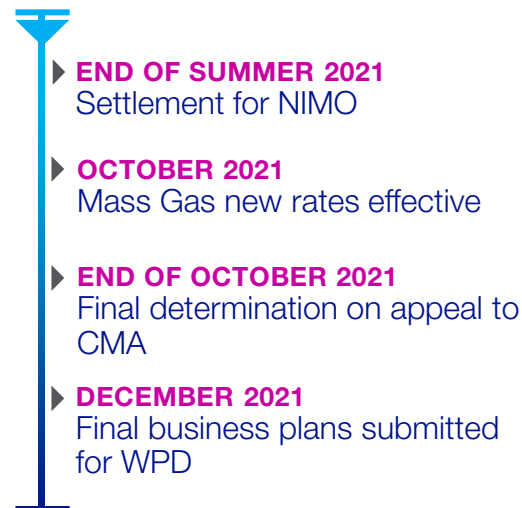 END OF SUMMER 2021
Settlement for NIMO
OCTOBER 2021
Mass Gas new rates effective
END OF OCTOBER 2021
Final determination on appeal to
CMA
DECEMBER 2021
Final business plans submitted
for WPD